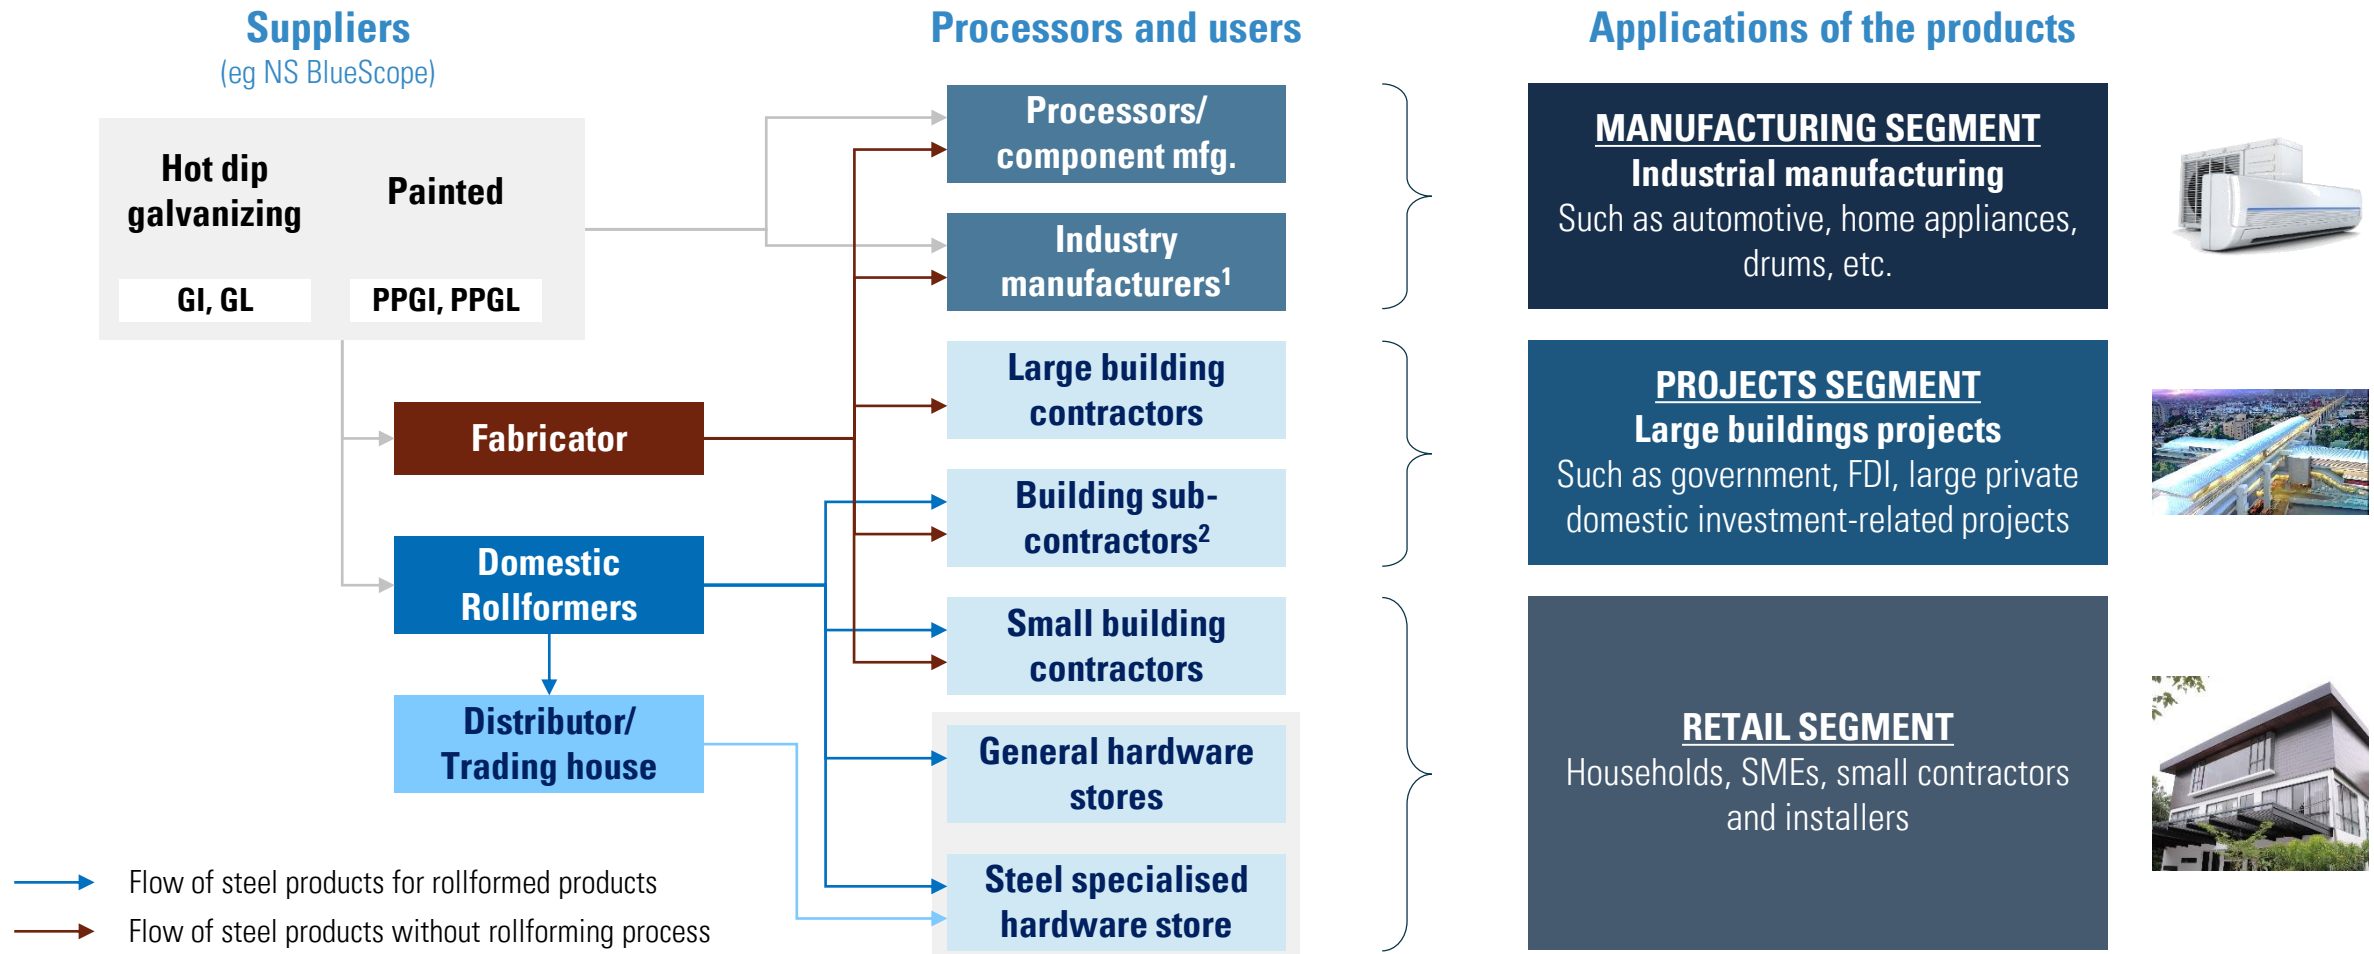 Suppliers
(eg NS BlueScope)
Hot dip
galvanizing
Painted
GI, GL
PPGI, PPGL
Fabricator
Domestic
Rollformers
Distributor/
Trading house
Flow of steel products for rollformed products
Flow of steel products without rollforming process
Processors and users
Processors/
component mfg.
Industry
manufacturers¹
Large building
contractors
Building sub-
contractors²
Small building
contractors
General hardware
stores
Steel specialised
hardware store
Applications of the products
MANUFACTURING SEGMENT
Industrial manufacturing
Such as automotive, home appliances,
drums, etc.
PROJECTS SEGMENT
Large buildings projects
Such as government, FDI, large private
domestic investment-related projects
RETAIL SEGMENT
Households, SMEs, small contractors
and installers